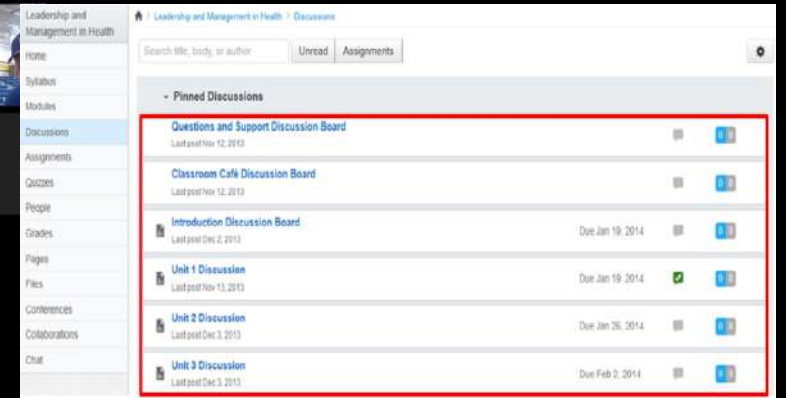 Leadership and
Management in Health
Home
Syllabus
Modules
Discussions
Assignments
Quizzes
People
Grades
Pages
Files
Conferences
Collaborations
Chat
Leadership and Management in Health > Discussions
Search title, body, or author
Unread Assignments
Pinned Discussions
Questions and Support Discussion Board
Last post Nov 12, 2013
Classroom Café Discussion Board
Last post Nov 12, 2013
Introduction Discussion Board
Last post Dec 2, 2013
Due Jan 19, 2014
Unit 1 Discussion
Last post Nov 13, 2013
Due Jan 19, 2014
Unit 2 Discussion
Last post Dec 3, 2013
Due Jan 26, 2014
Unit 3 Discussion
Last post Dec 3, 2013
Due Feb 2, 2014